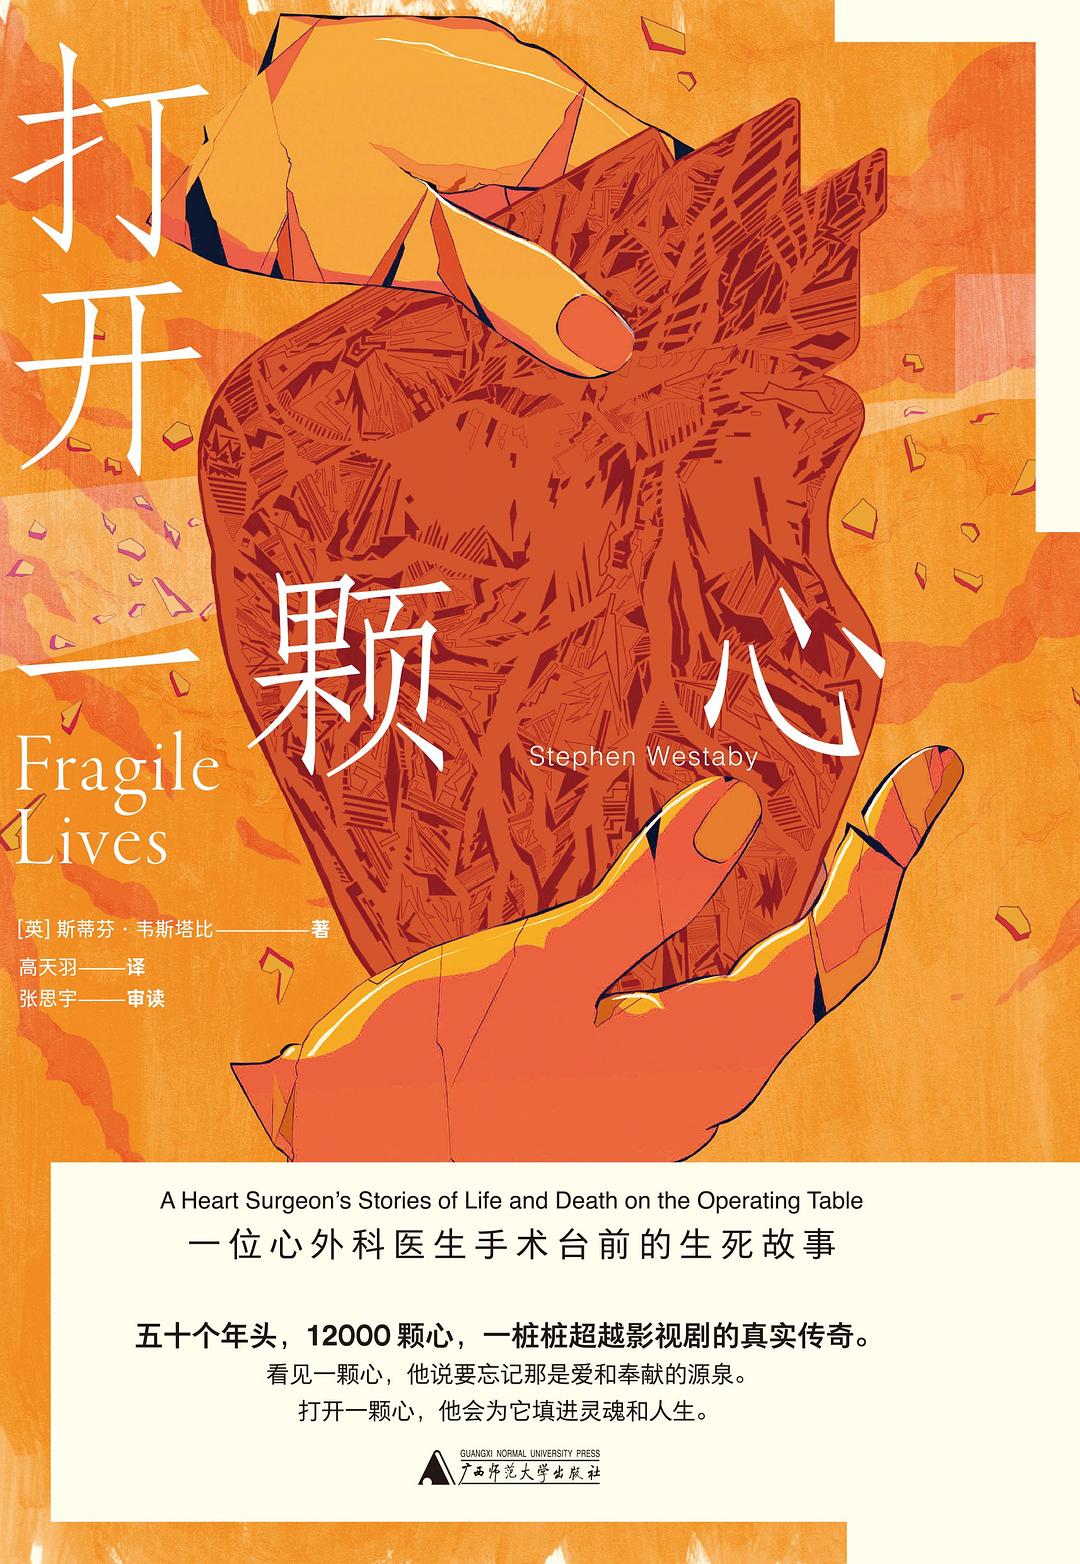 打开一颗心
Fragile
Lives
Stephen Westaby
[英] 斯蒂芬·韦斯塔比————著
高天羽——译
张思宇——审读
A Heart Surgeon's Stories of Life and Death on the Operating Table
一位心外科医生手术台前的生死故事
五十个年头，12000 颗心，一桩桩超越影视剧的真实传奇。
看见一颗心，他说要忘记那是爱和奉献的源泉。
打开一颗心，他会为它填进灵魂和人生。
GUANGXI NORMAL UNIVERSITY PRESS
广西师范大学出版社